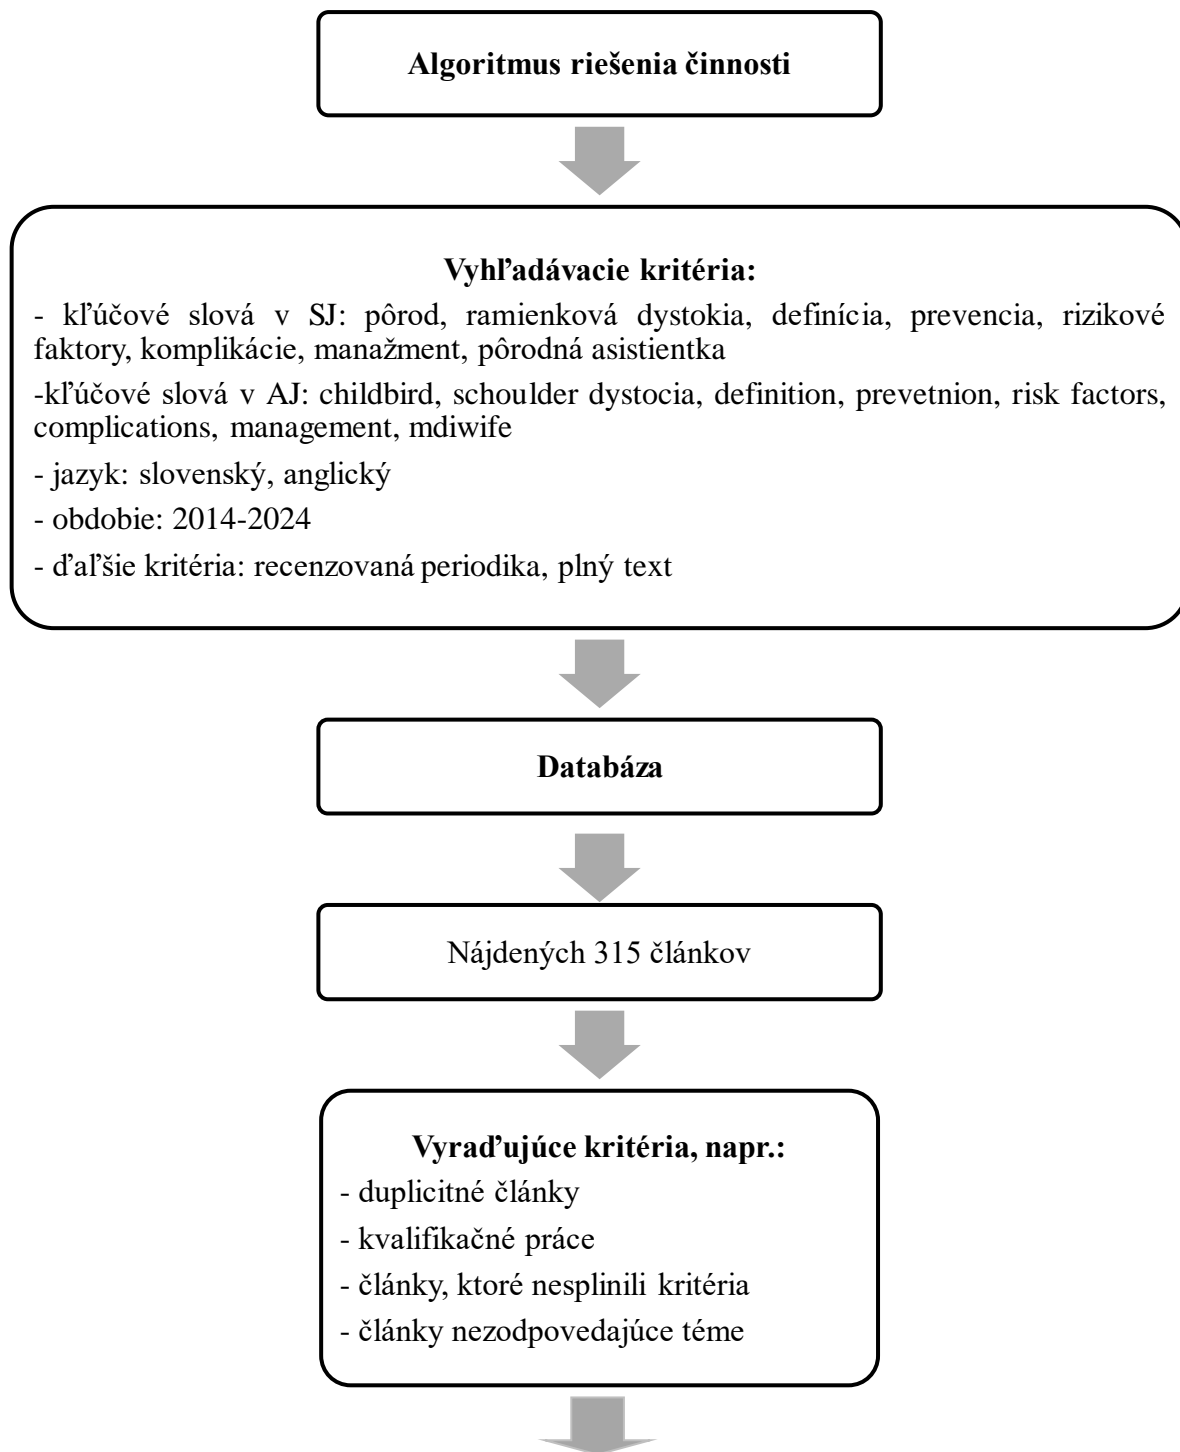 Algoritmus riešenia činnosti
Vyhľadávacie kritéria:
- kľúčové slová v SJ: pôrod, ramienková dystokia, definícia, prevencia, rizikové
faktory, komplikácie, manažment, pôrodná asistientka
-kľúčové slová v AJ: childbird, schoulder dystocia, definition, prevetnion, risk factors,
complications, management, mdiwife
- jazyk: slovenský, anglický
- obdobie: 2014-2024
- ďaľšie kritéria: recenzovaná periodika, plný text
Databáza
Nájdených 315 článkov
Vyraďujúce kritéria, napr.:
- duplicitné články
- kvalifikačné práce
- články, ktoré nesplinili kritéria
- články nezodpovedajúce téme